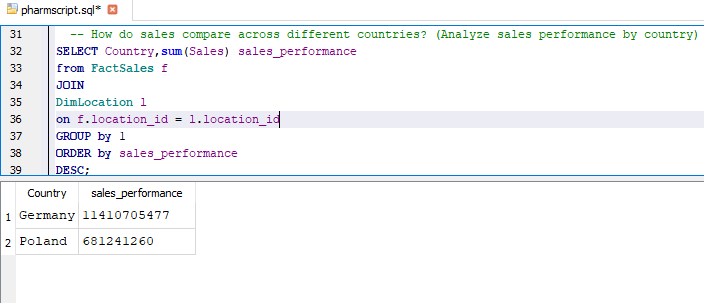 pharmscript.sql*
31 -- How do sales compare across different countries? (Analyze sales performance by country)
32 SELECT Country,sum(Sales) sales_performance
33 from FactSales f
34 JOIN
35 DimLocation l
36 on f.location_id = l.location_id
37 GROUP by 1
38 ORDER by sales_performance
39 DESC;
Country sales_performance
1 Germany 11410705477
2 Poland 681241260